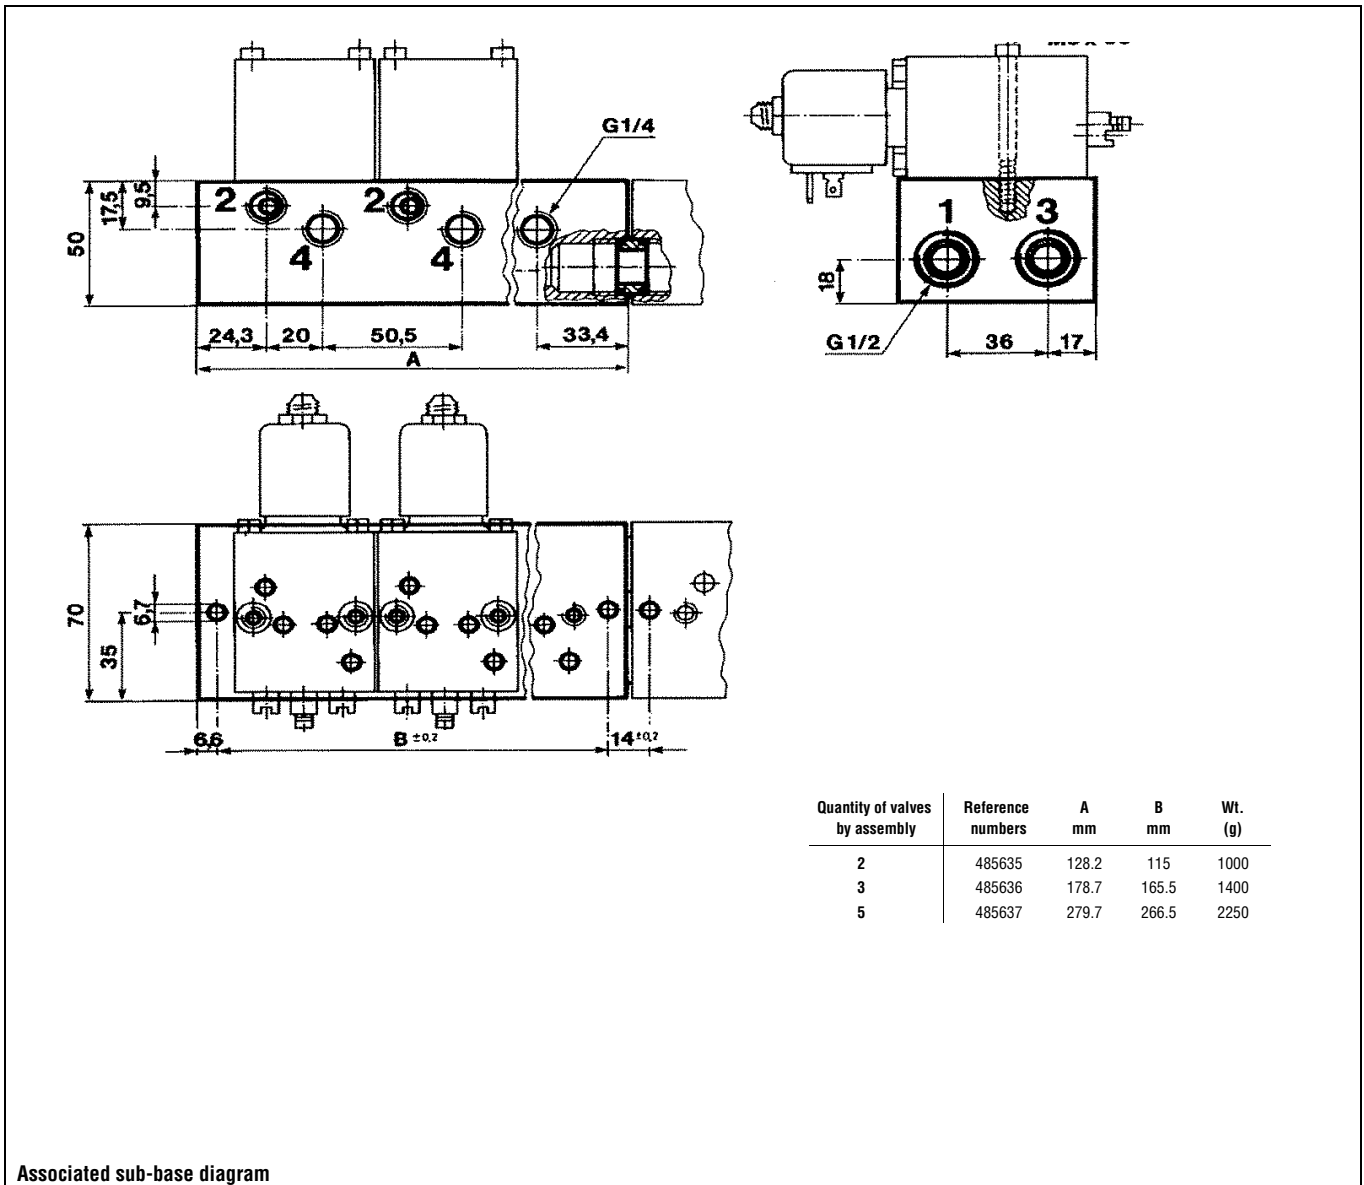 G1/4
9,5
17,5
50
2
2
4
4
24,3
20
50,5
33,4
A
1
3
18
G1/2
36
17
70
35
6,7
6,6
B ±0,2
14 ±0,2
Quantity of valves by assembly Reference numbers A mm B mm Wt. (g)
2 485635 128.2 115 1000
3 485636 178.7 165.5 1400
5 485637 279.7 266.5 2250
Associated sub-base diagram